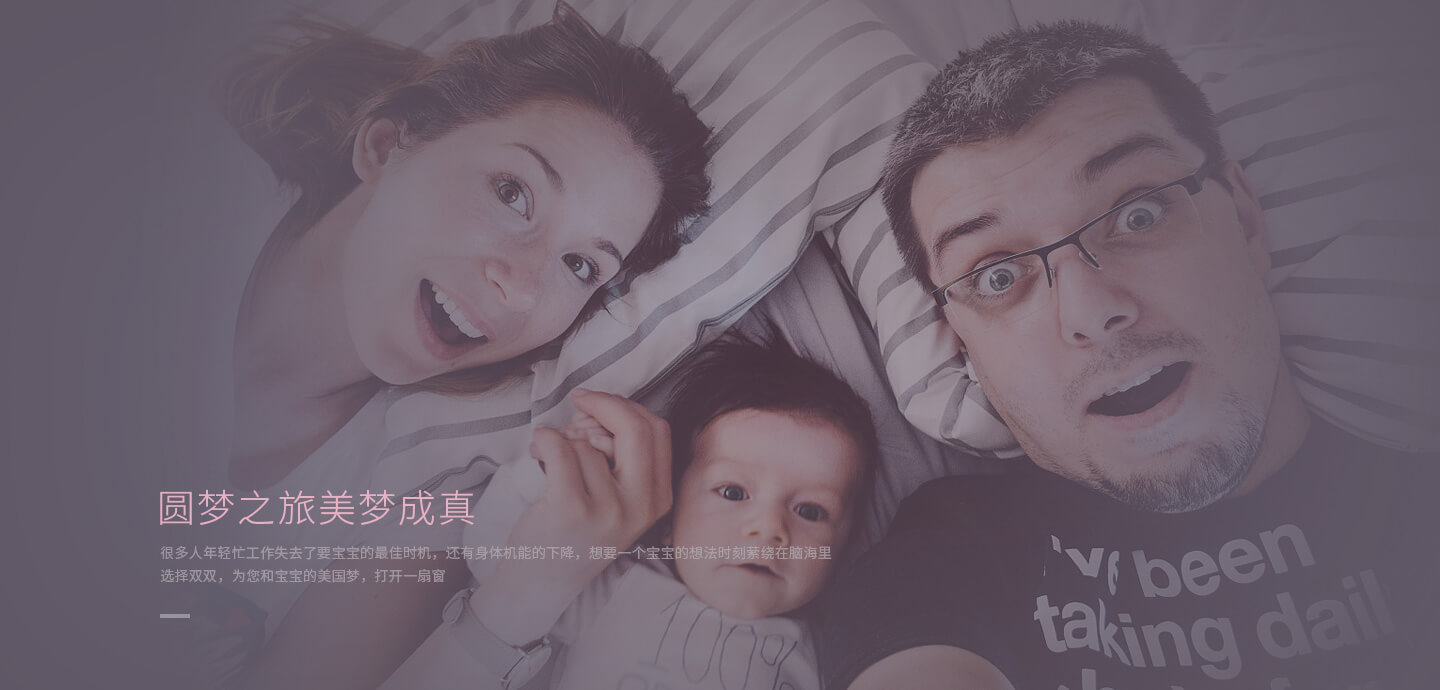 圆梦之旅美梦成真
很多人年轻忙工作失去了要宝宝的最佳时机，还有身体机能的下降，想要一个宝宝的想法时刻萦绕在脑海里
选择双双，为您和宝宝的美国梦，打开一扇窗
I've been
taking dail